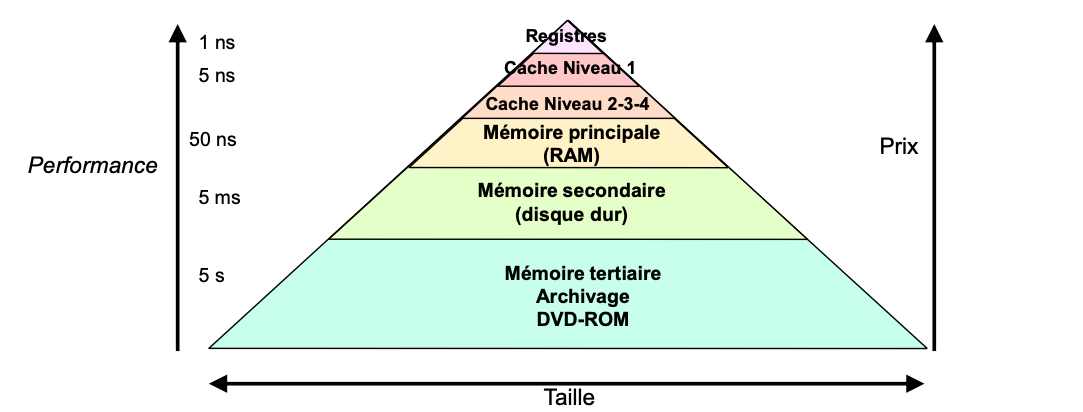 Registres
1 ns
Cache Niveau 1
5 ns
Cache Niveau 2-3-4
Mémoire principale
(RAM)
50 ns
Prix
Performance
Mémoire secondaire
(disque dur)
5 ms
Mémoire tertiaire
Archivage
DVD-ROM
5 s
Taille